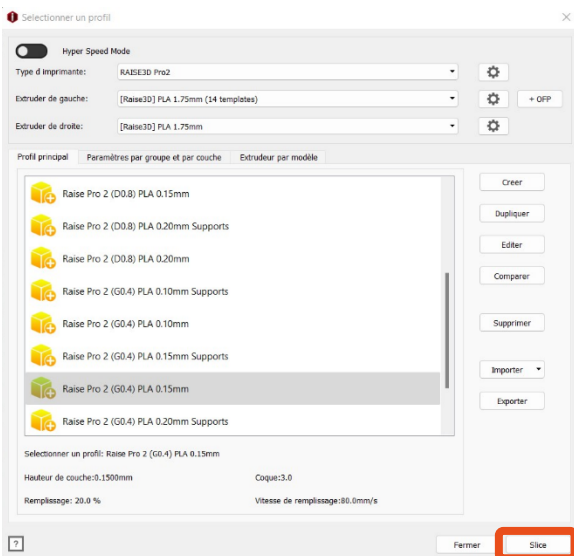 Selectionner un profil
Hyper Speed Mode
Type d imprimante: RAISE3D Pro2
Extruder de gauche: [Raise3D] PLA 1.75mm (14 templates) + OFP
Extruder de droite: [Raise3D] PLA 1.75mm
Profil principal Paramètres par groupe et par couche Extrudeur par modèle
Raise Pro 2 (D0.8) PLA 0.15mm
Raise Pro 2 (D0.8) PLA 0.20mm Supports
Raise Pro 2 (D0.8) PLA 0.20mm
Raise Pro 2 (G0.4) PLA 0.10mm Supports
Raise Pro 2 (G0.4) PLA 0.10mm
Raise Pro 2 (G0.4) PLA 0.15mm Supports
Raise Pro 2 (G0.4) PLA 0.15mm
Raise Pro 2 (G0.4) PLA 0.20mm Supports
Creer
Dupliquer
Editer
Comparer
Supprimer
Importer
Exporter
Selectionner un profil: Raise Pro 2 (G0.4) PLA 0.15mm
Hauteur de couche:0.1500mm Coque:3.0
Remplissage: 20.0 % Vitesse de remplissage:80.0mm/s
? Fermer Slice